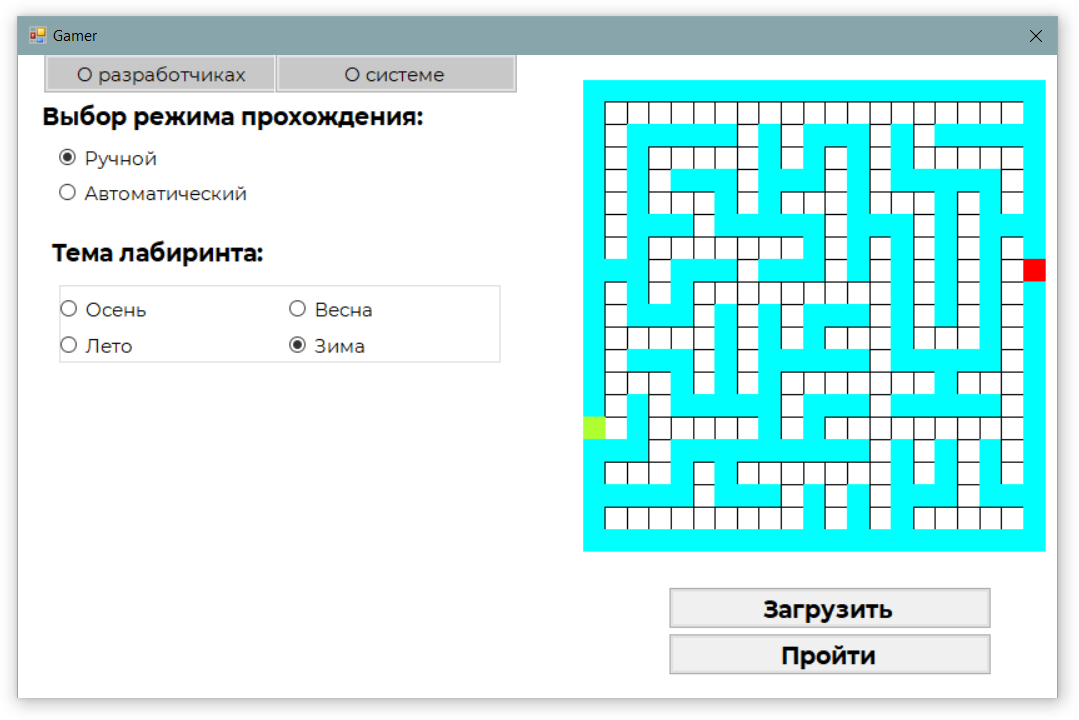 Gamer
О разработчиках
О системе
Выбор режима прохождения:
Ручной
Автоматический
Тема лабиринта:
Осень
Весна
Лето
Зима
Загрузить
Пройти